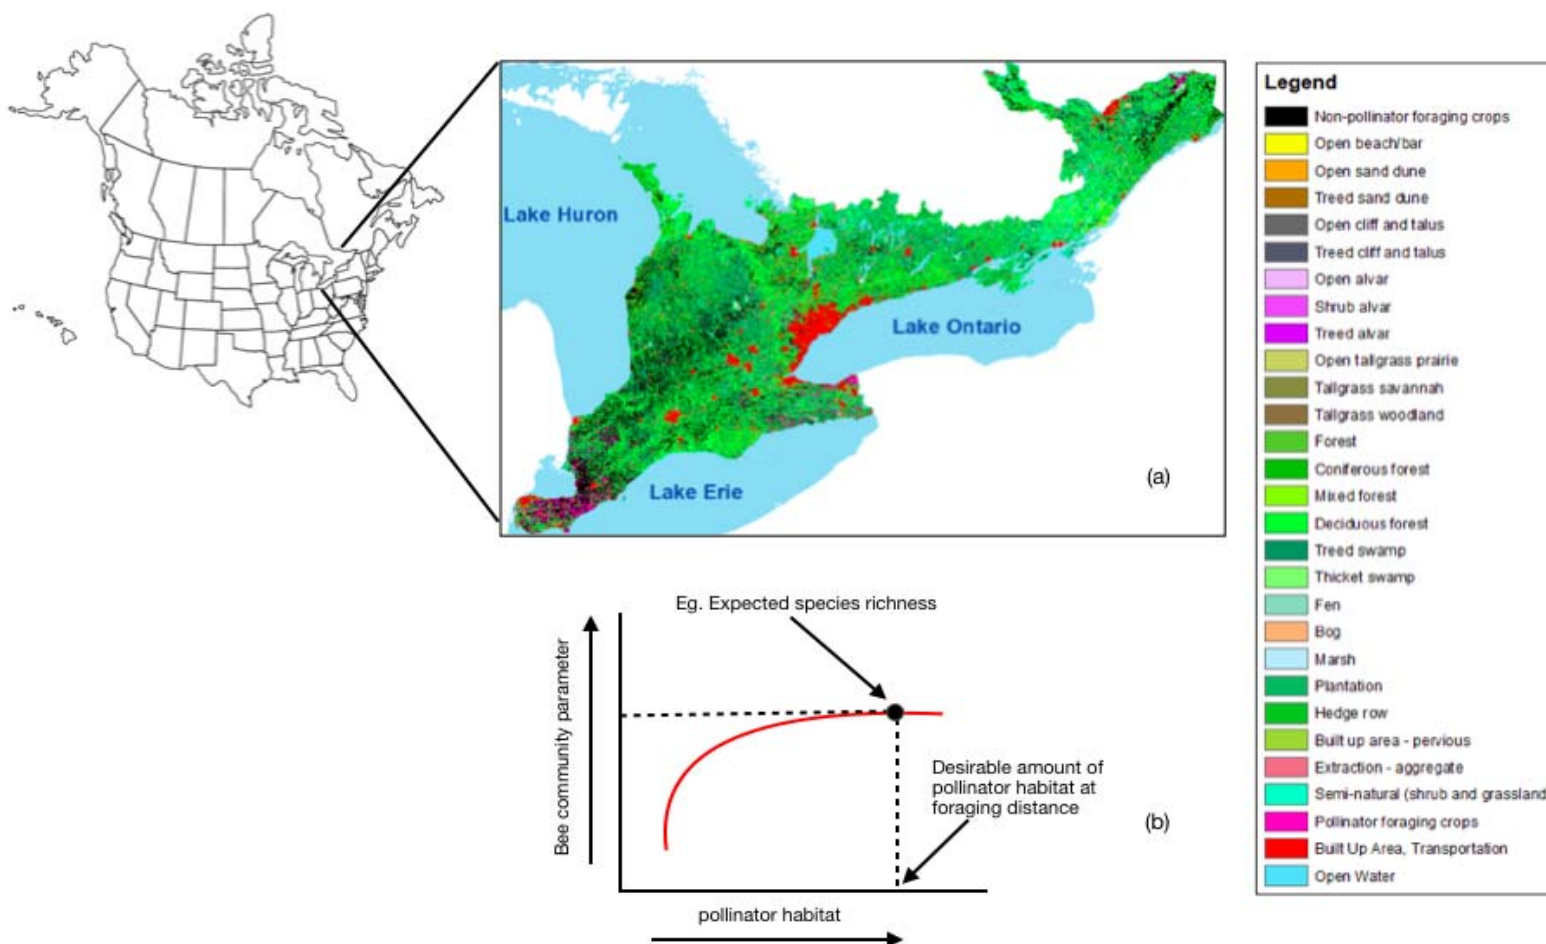 Lake Huron
Lake Ontario
Lake Erie
(a)
Legend
Non-pollinator foraging crops
Open beach/bar
Open sand dune
Treed sand dune
Open cliff and talus
Treed cliff and talus
Open alvar
Shrub alvar
Treed alvar
Open tallgrass prairie
Tallgrass savannah
Tallgrass woodland
Forest
Coniferous forest
Mixed forest
Deciduous forest
Treed swamp
Thicket swamp
Fen
Bog
Marsh
Plantation
Hedge row
Built up area - pervious
Extraction - aggregate
Semi-natural (shrub and grassland
Pollinator foraging crops
Built Up Area, Transportation
Open Water
Eg. Expected species richness
Bee community parameter
Desirable amount of
pollinator habitat at
foraging distance
(b)
pollinator habitat